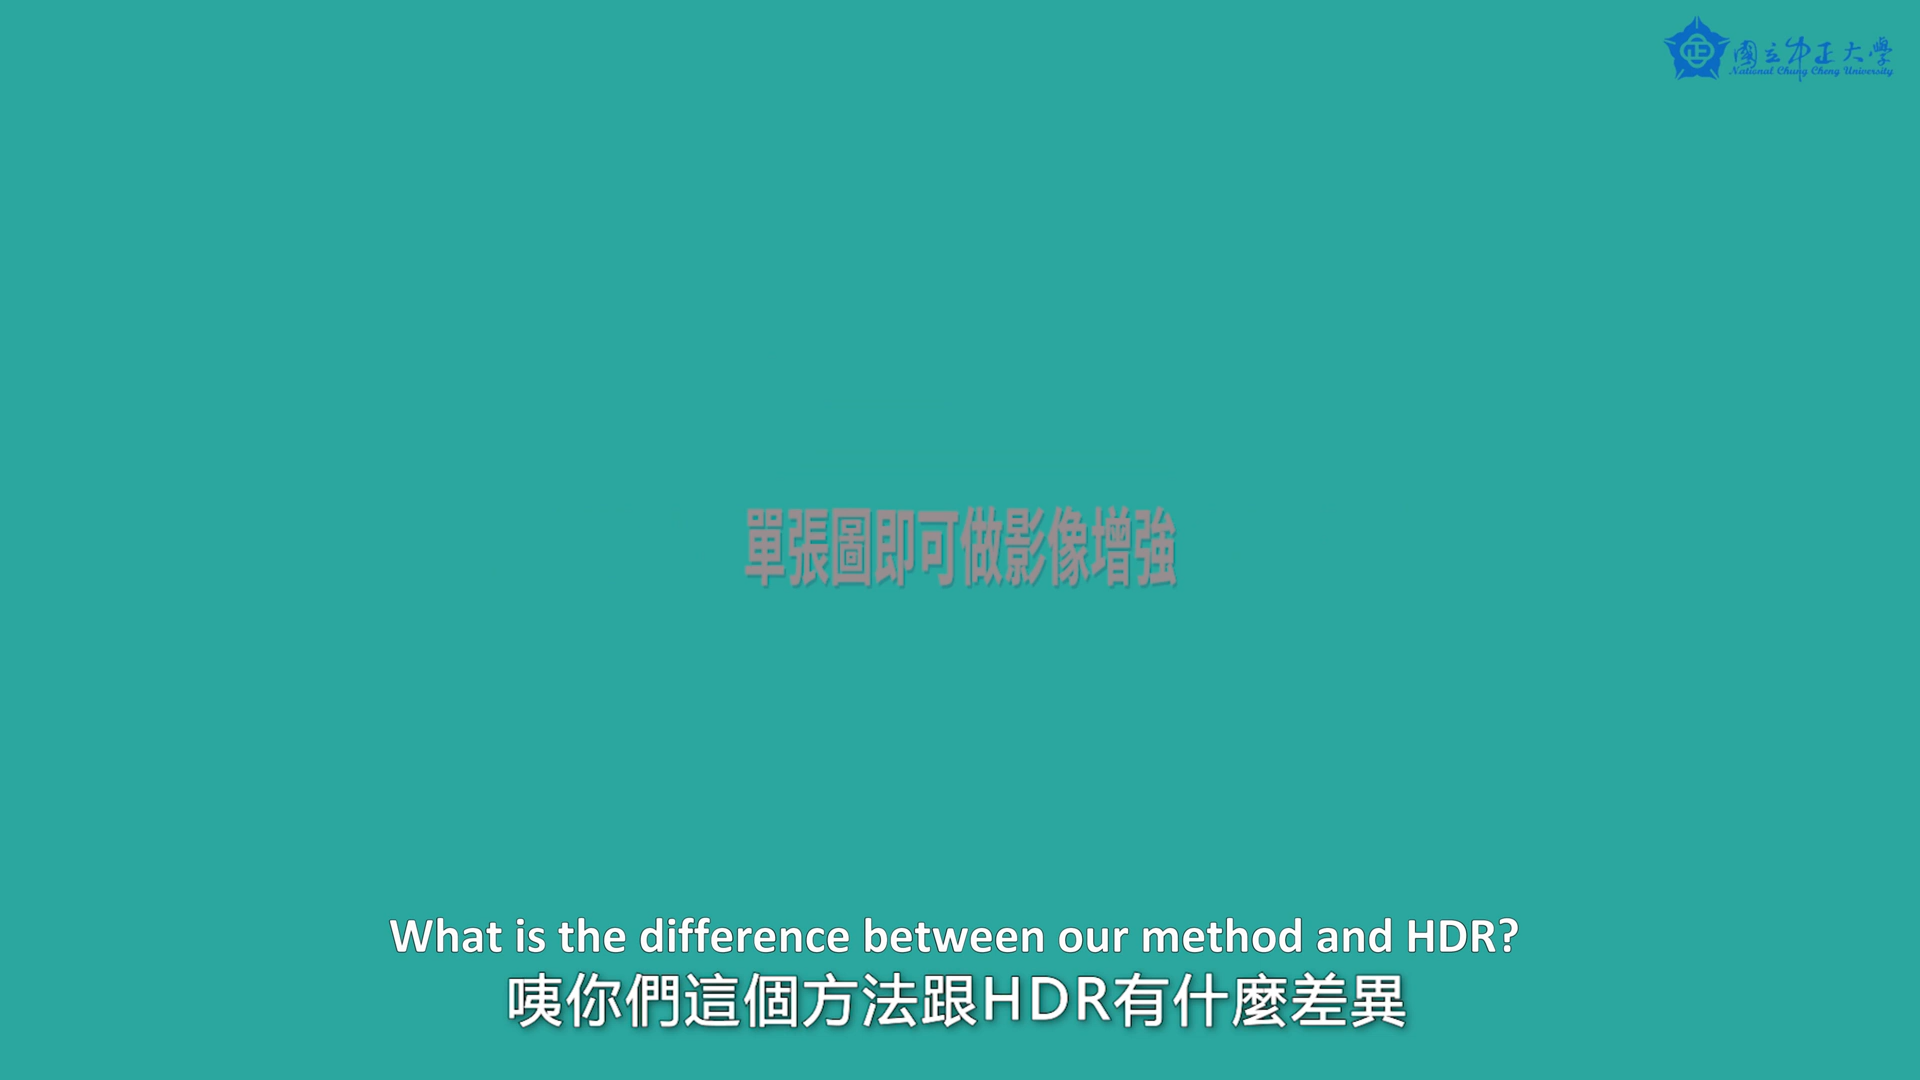 國立中正大學
National Chung Cheng University
單張圖即可做影像增強
What is the difference between our method and HDR?
咦你們這個方法跟HDR有什麼差異